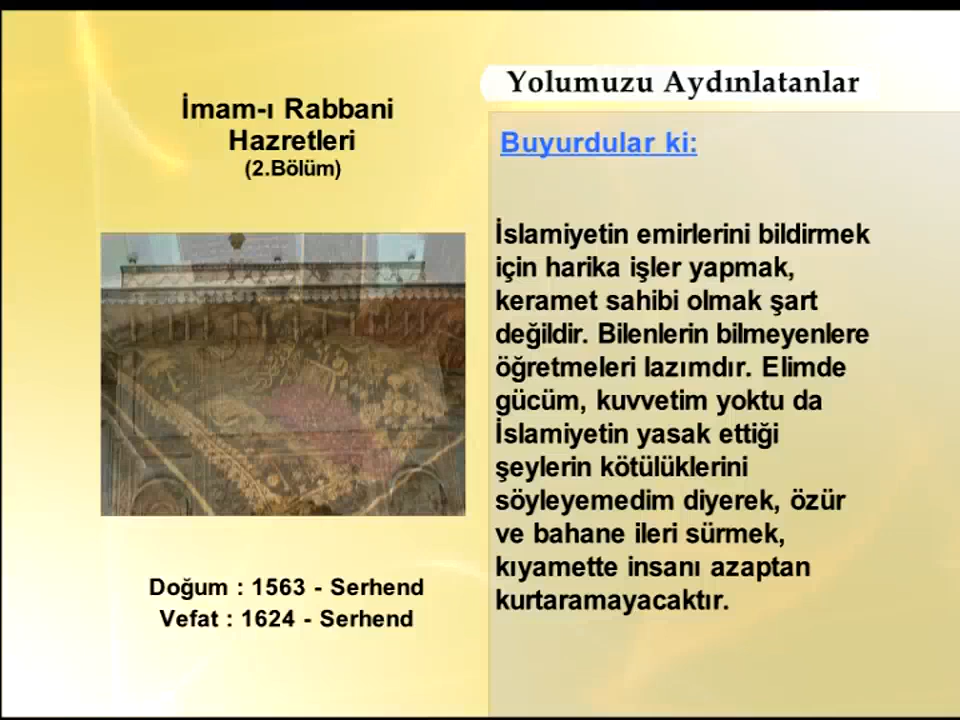 İmam-ı Rabbani
Hazretleri
(2.Bölüm)
Doğum : 1563 - Serhend
Vefat : 1624 - Serhend
Yolumuzu Aydınlatanlar
Buyurdular ki:
İslamiyetin emirlerini bildirmek
için harika işler yapmak,
keramet sahibi olmak şart
değildir. Bilenlerin bilmeyenlere
öğretmeleri lazımdır. Elimde
gücüm, kuvvetim yoktu da
İslamiyetin yasak ettiği
şeylerin kötülüklerini
söyleyemedim diyerek, özür
ve bahane ileri sürmek,
kıyamette insanı azaptan
kurtaramayacaktır.